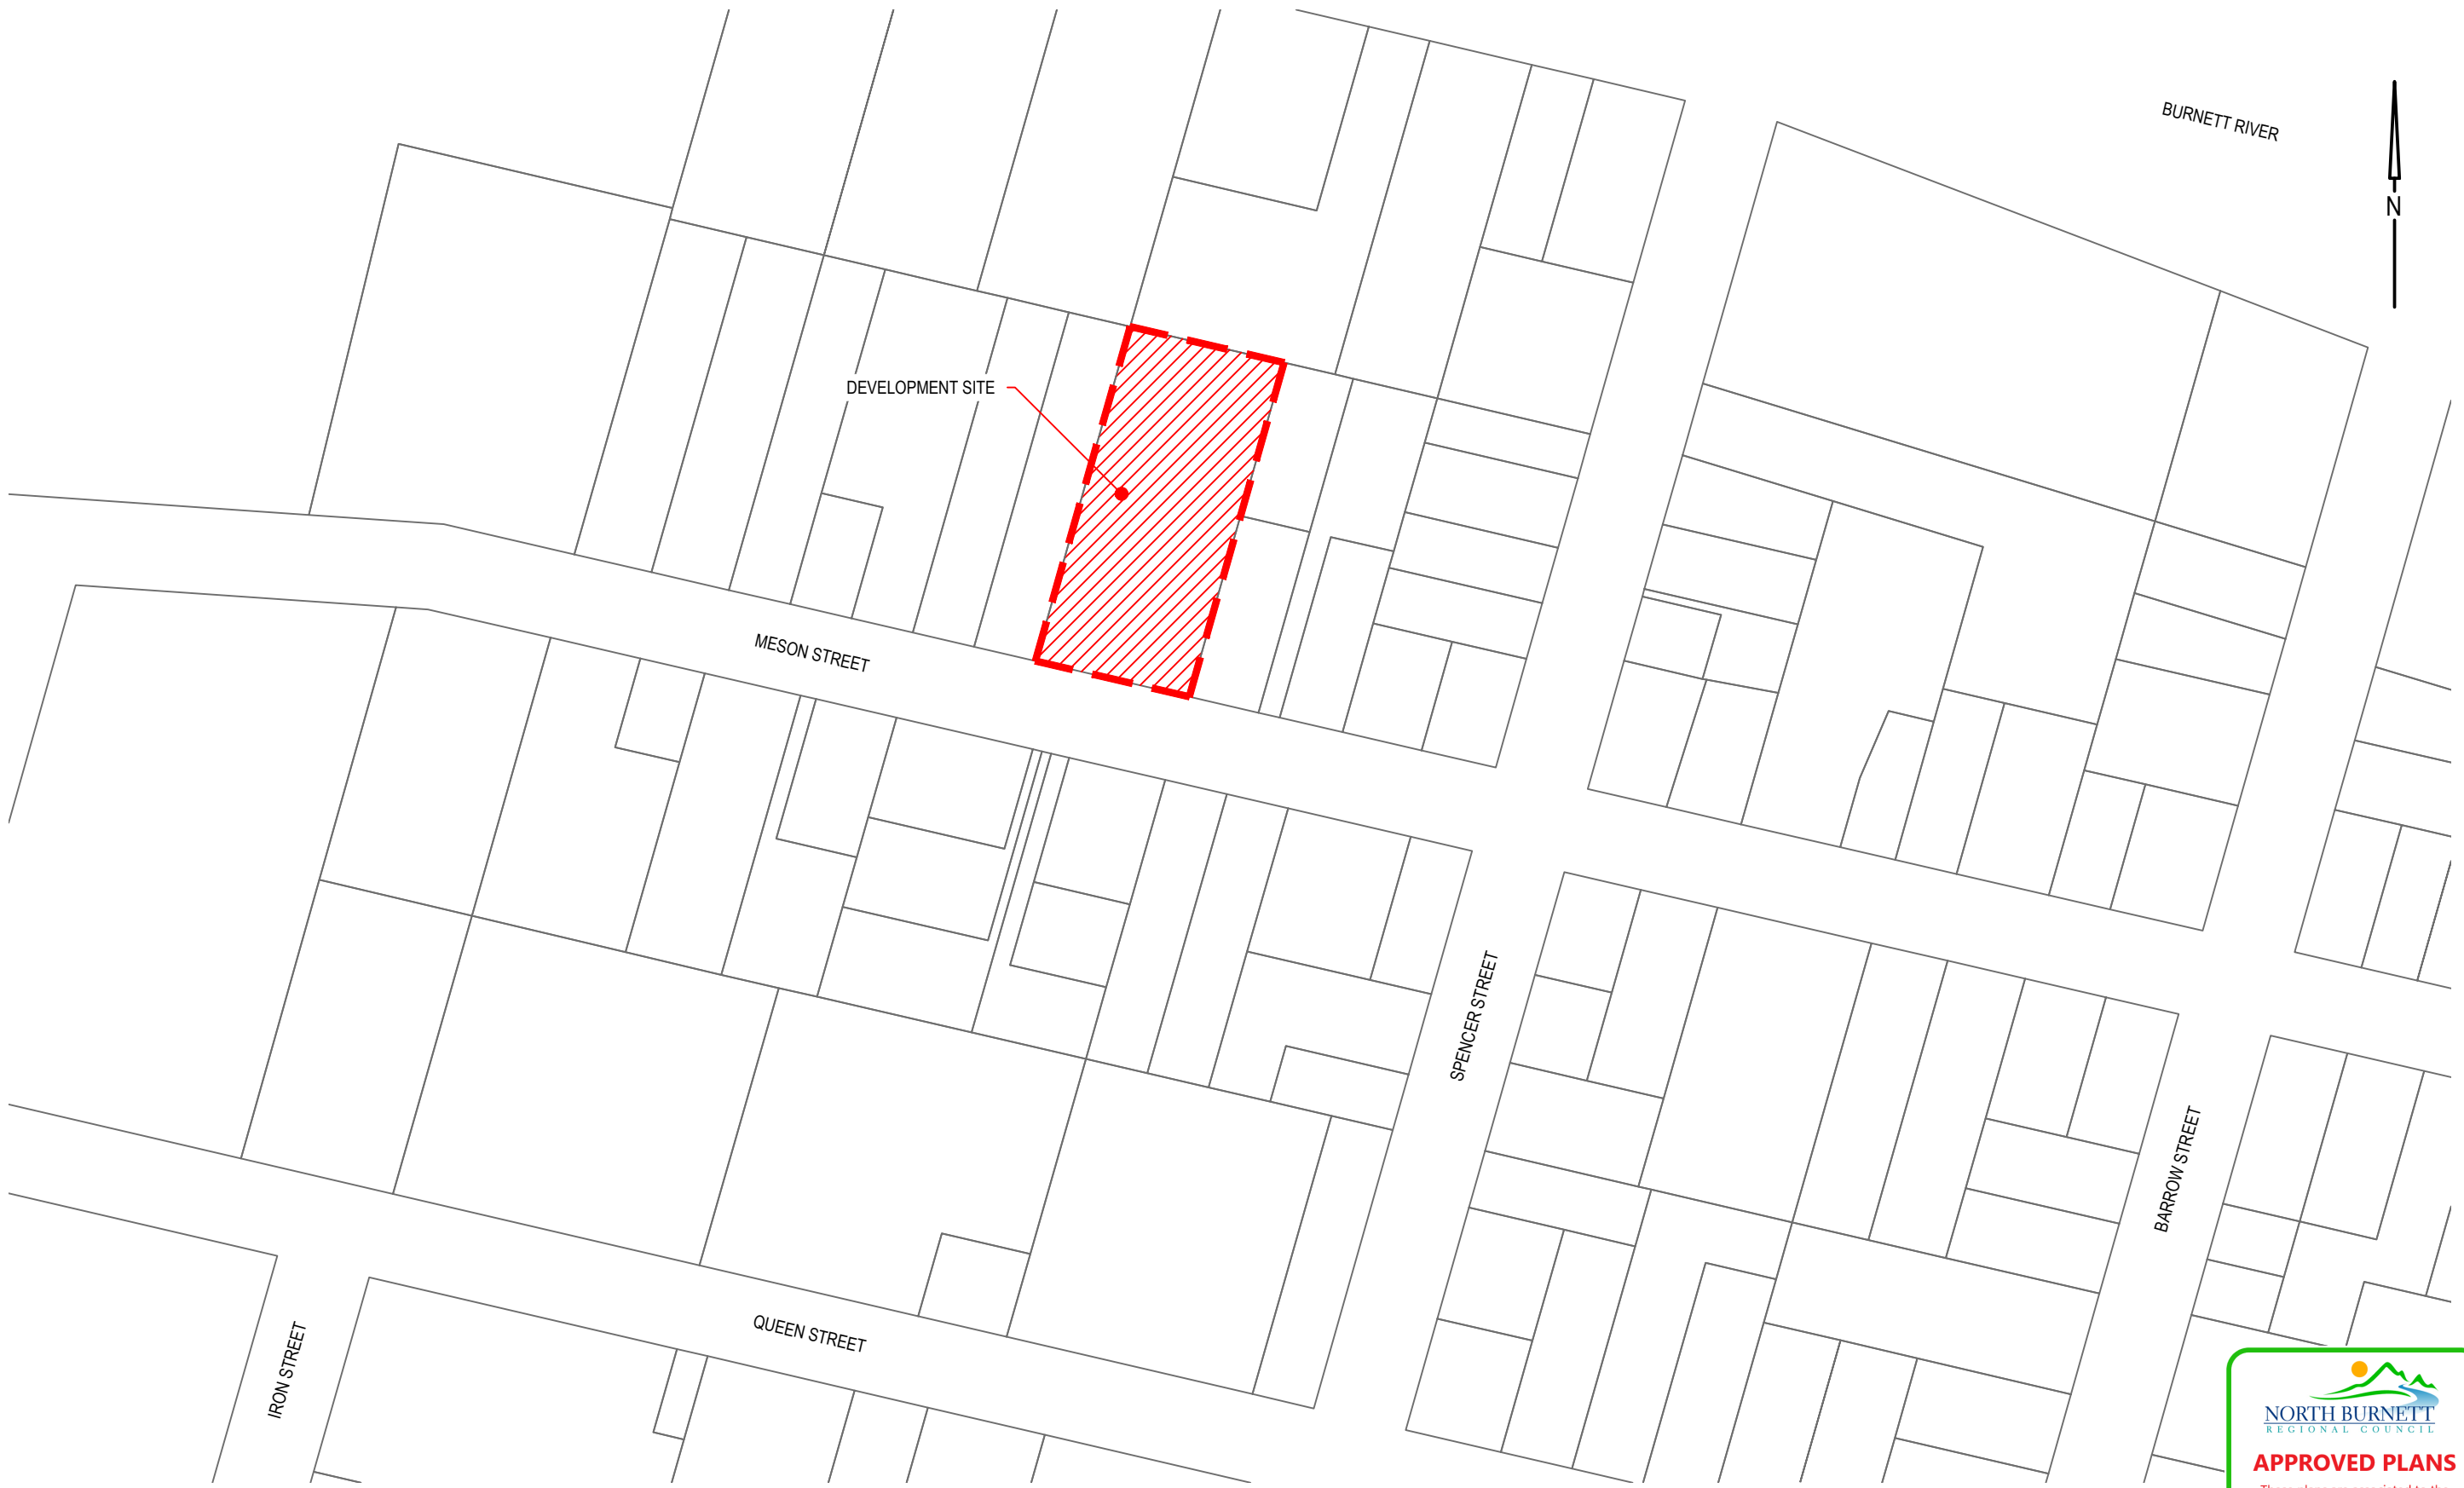 BURNETT RIVER
N
DEVELOPMENT SITE
MESON STREET
SPENCER STREET
BARROW STREET
QUEEN STREET
IRON STREET
NORTH BURNETT
REGIONAL COUNCIL
APPROVED PLANS